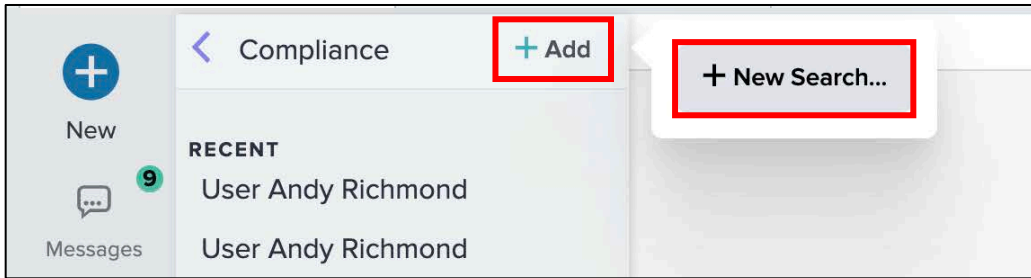 Compliance
+ Add
+ New Search...
New
RECENT
User Andy Richmond
9
Messages
User Andy Richmond